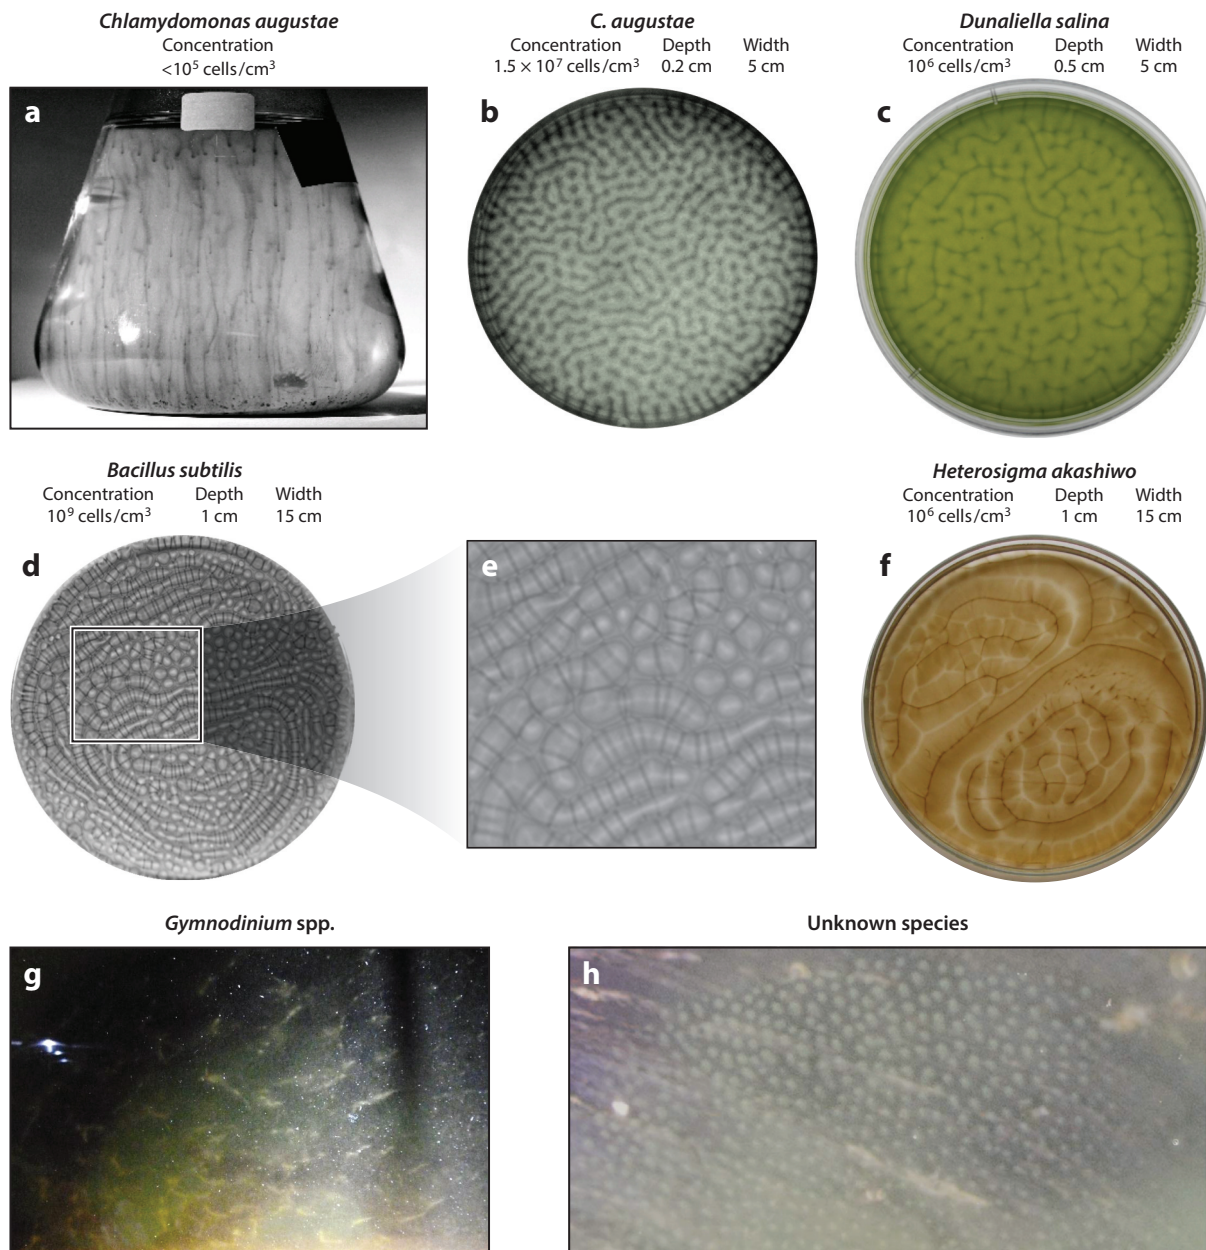 Chlamydomonas augustae
Concentration
<10⁵ cells/cm³
a
C. augustae
Concentration Depth Width
1.5 × 10⁷ cells/cm³ 0.2 cm 5 cm
b
Dunaliella salina
Concentration Depth Width
10⁶ cells/cm³ 0.5 cm 5 cm
c
Bacillus subtilis
Concentration Depth Width
10⁹ cells/cm³ 1 cm 15 cm
d
e
Heterosigma akashiwo
Concentration Depth Width
10⁶ cells/cm³ 1 cm 15 cm
f
Gymnodinium spp.
g
Unknown species
h